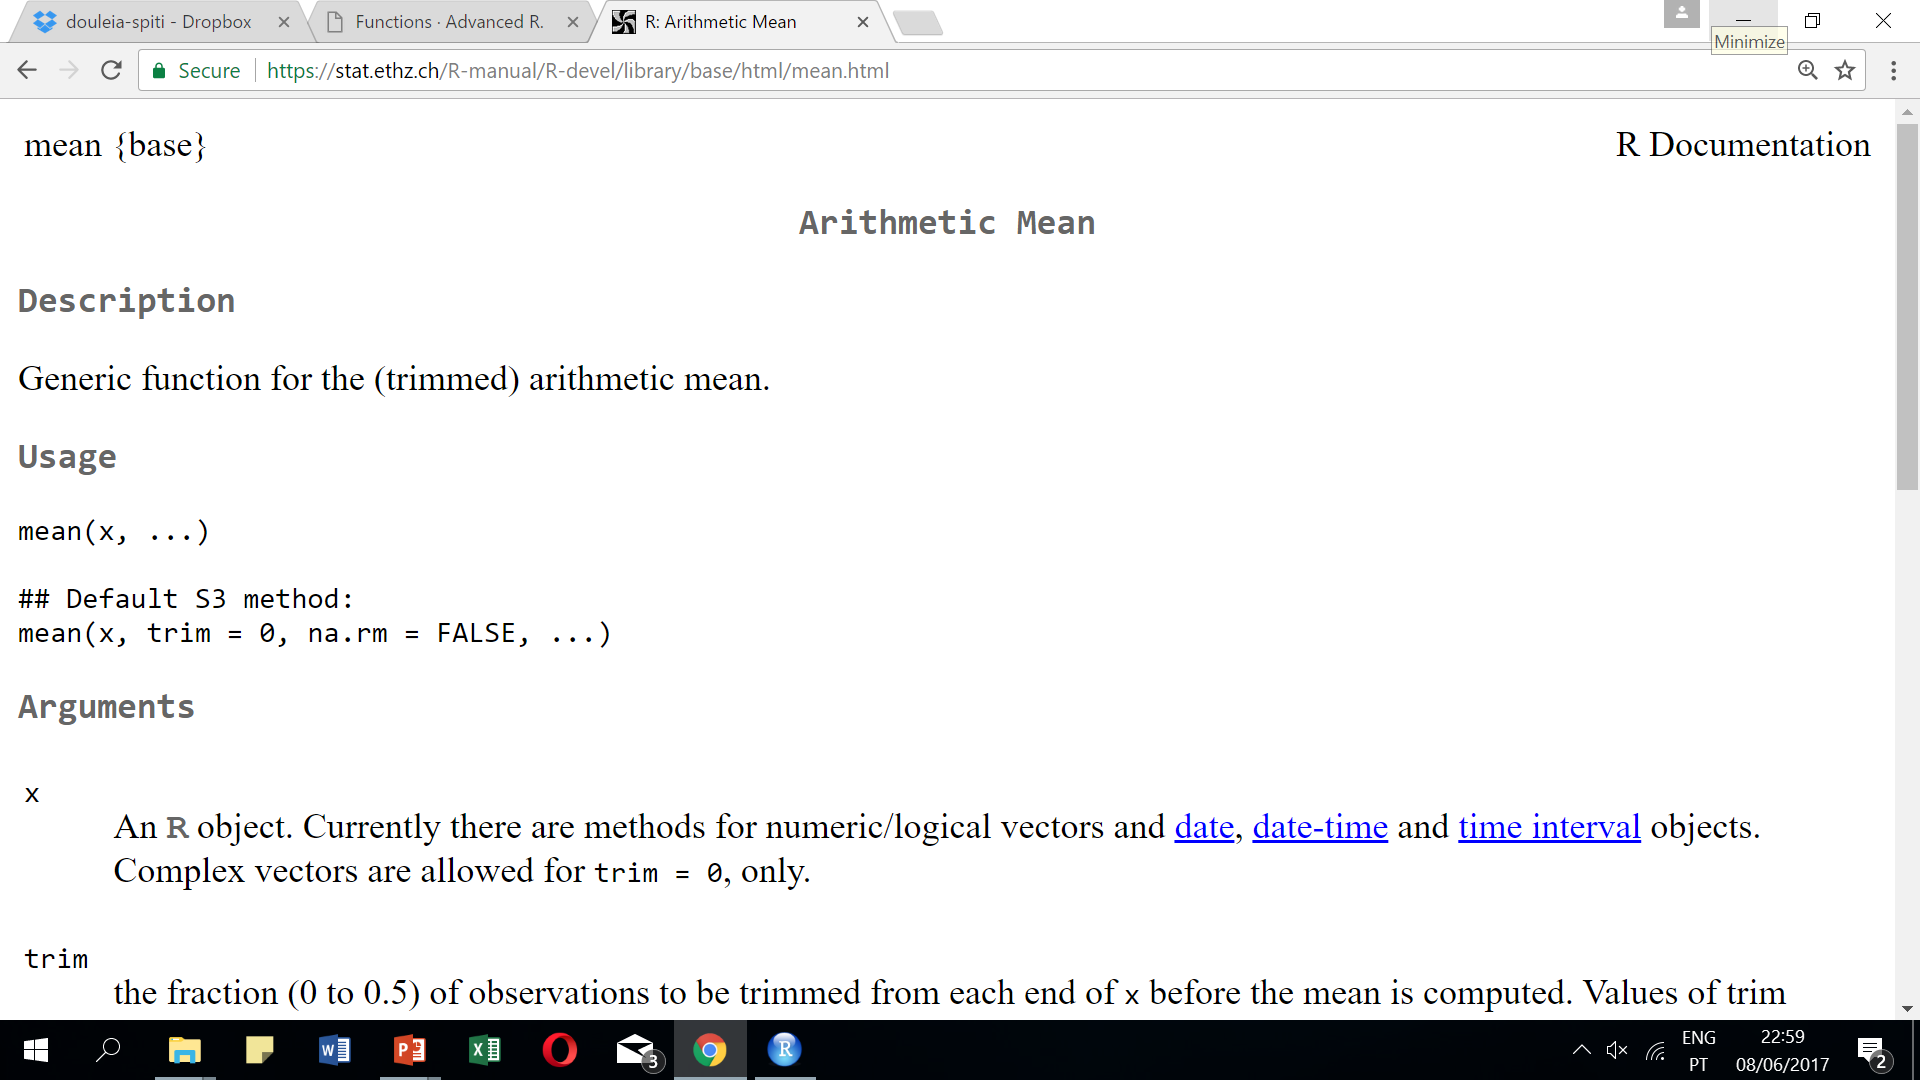 douleia-spiti - Dropbox
Functions · Advanced R.
R: Arithmetic Mean
Minimize
Secure
https://stat.ethz.ch/R-manual/R-devel/library/base/html/mean.html
mean {base}
R Documentation
Arithmetic Mean
Description
Generic function for the (trimmed) arithmetic mean.
Usage
mean(x, ...)
## Default S3 method:
mean(x, trim = 0, na.rm = FALSE, ...)
Arguments
x
An R object. Currently there are methods for numeric/logical vectors and date, date-time and time interval objects.
Complex vectors are allowed for trim = 0, only.
trim
the fraction (0 to 0.5) of observations to be trimmed from each end of x before the mean is computed. Values of trim
3
ENG
PT
22:59
08/06/2017
2